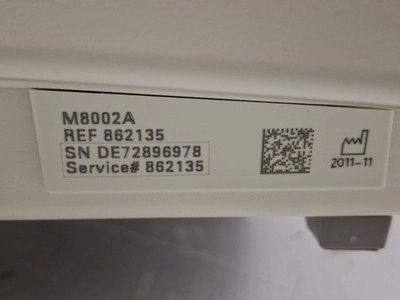 M8002A
REF 862135
SN DE72896978
Service# 862135
2011-11